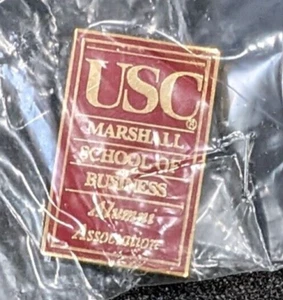 USC®
MARSHALL
SCHOOL OF
BUSINESS
Alumni
Association